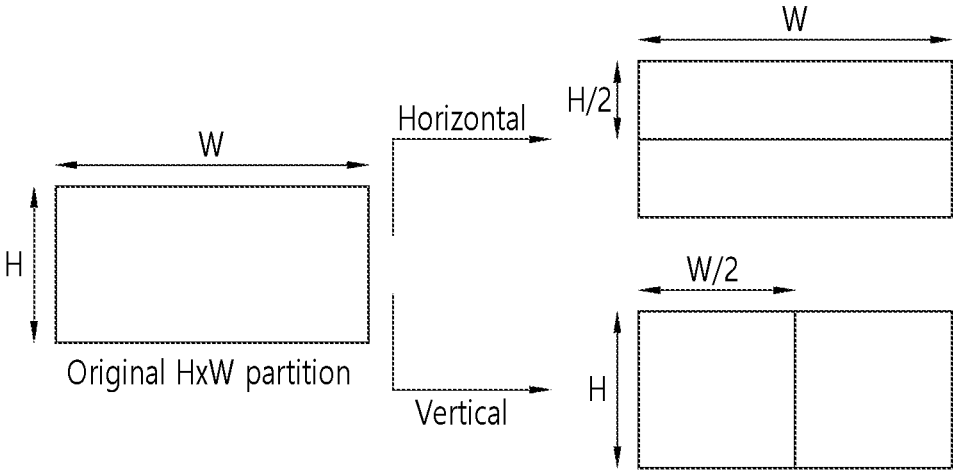 W
H
Original HxW partition
Horizontal
Vertical
W
H/2
W/2
H